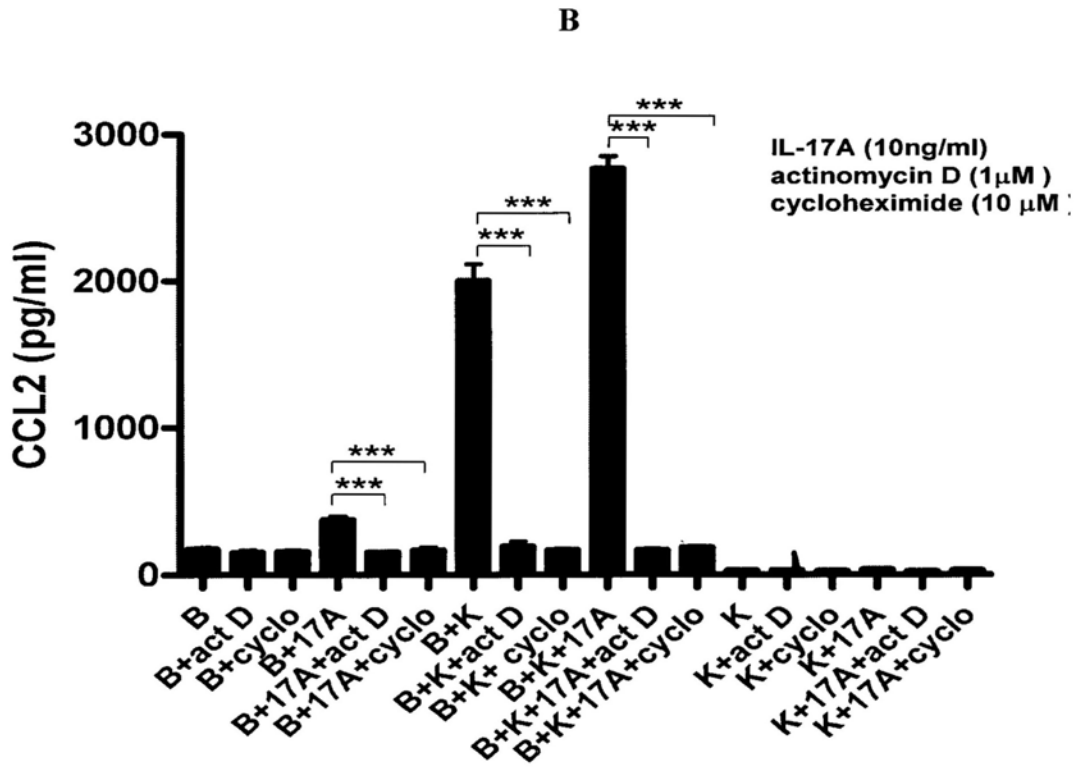 B
3000
2000
1000
0
CCL2 (pg/ml)
***
***
***
***
***
***
IL-17A (10ng/ml)
actinomycin D (1μM )
cycloheximide (10 μM )
B
B+act D
B+cyclo
B+17A
B+17A+act D
B+17A+cyclo
B+K
B+K+act D
B+K+ cyclo
B+K+17A
B+K+17A+act D
B+K+17A+cyclo
K
K+act D
K+cyclo
K+17A
K+17A+act D
K+17A+cyclo